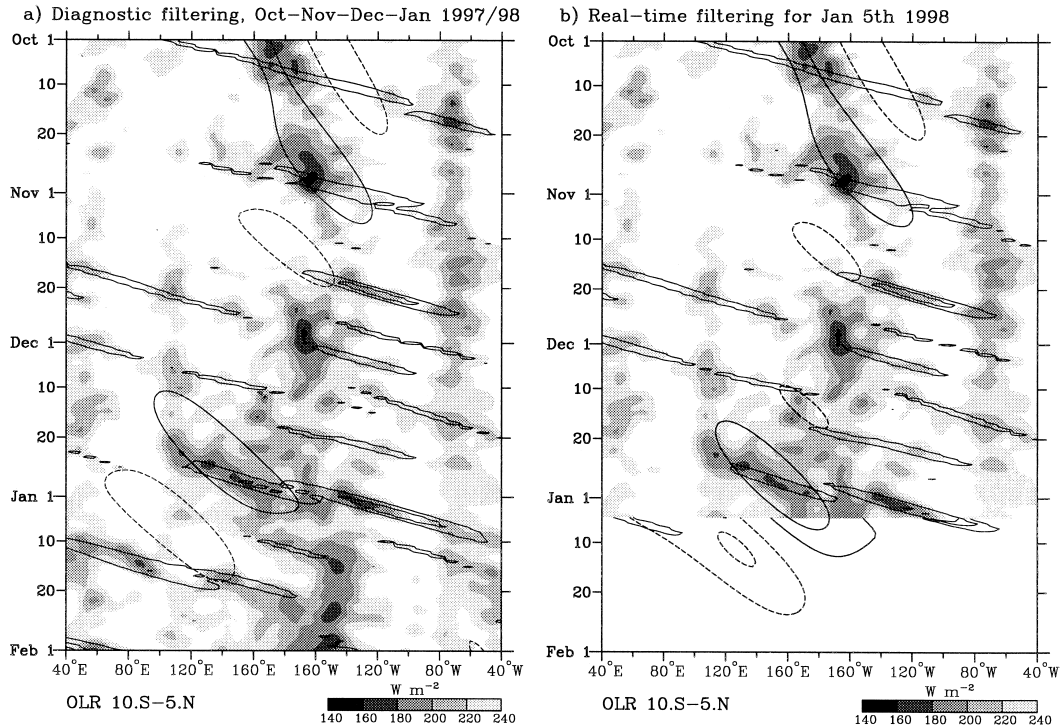 a) Diagnostic filtering, Oct-Nov-Dec-Jan 1997/98
Oct 1
10
20
Nov 1
10
20
Dec 1
10
20
Jan 1
10
20
Feb 1
40°E
80°E
120°E
160°E
160°W
120°W
80°W
40°W
OLR 10.S-5.N
W m-2
140 160 180 200 220 240
b) Real-time filtering for Jan 5th 1998
Oct 1
10
20
Nov 1
10
20
Dec 1
10
20
Jan 1
10
20
Feb 1
40°E
80°E
120°E
160°E
160°W
120°W
80°W
40°W
OLR 10.S-5.N
W m-2
140 160 180 200 220 240